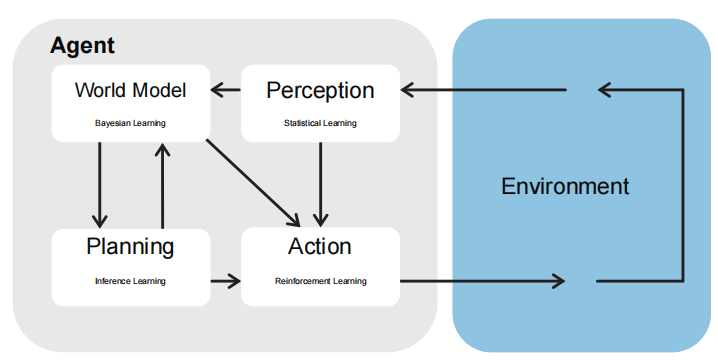 Agent
World Model
Bayesian Learning
Perception
Statistical Learning
Environment
Planning
Inference Learning
Action
Reinforcement Learning